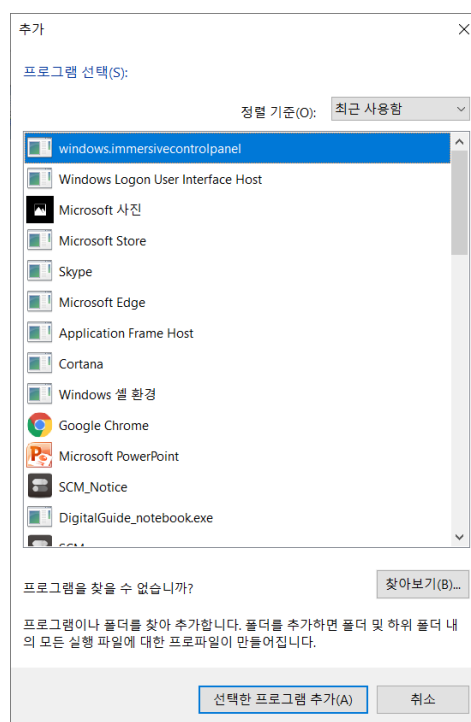 추가
프로그램 선택(S):
정렬 기준(O): 최근 사용함
windows.immersivecontrolpanel
Windows Logon User Interface Host
Microsoft 사진
Microsoft Store
Skype
Microsoft Edge
Application Frame Host
Cortana
Windows 셸 환경
Google Chrome
Microsoft PowerPoint
SCM_Notice
DigitalGuide_notebook.exe
프로그램을 찾을 수 없습니까? 찾아보기(B)...
프로그램이나 폴더를 찾아 추가합니다. 폴더를 추가하면 폴더 및 하위 폴더 내
의 모든 실행 파일에 대한 프로파일이 만들어집니다.
선택한 프로그램 추가(A) 취소